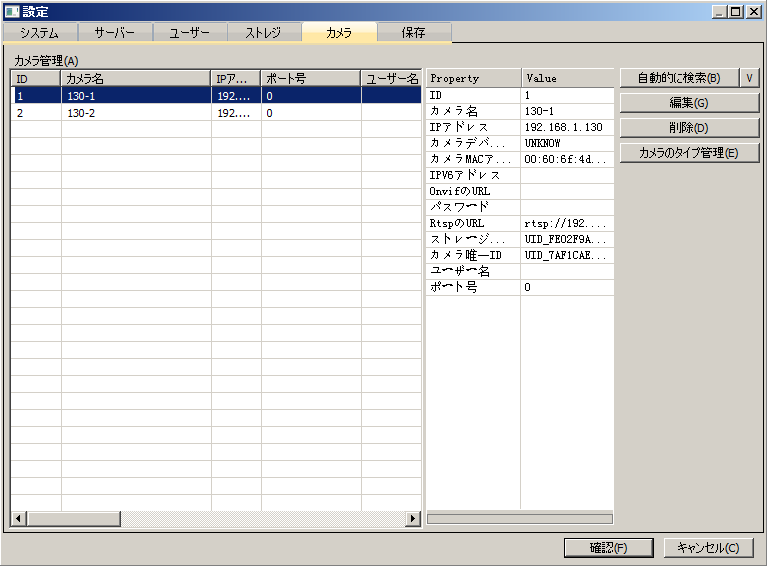 設定
システム サーバー ユーザー ストレジ カメラ 保存
カメラ管理(A)
ID カメラ名 IPア... ポート号 ユーザー名
1 130-1 192.... 0
2 130-2 192.... 0
Property Value
ID 1
カメラ名 130-1
IPアドレス 192.168.1.130
カメラデバ... UNKNOW
カメラMACア... 00:60:6f:4d...
IPV6アドレス
OnvifのURL
パスワード
RtspのURL rtsp://192....
ストレージ... UID_FE02F9A...
カメラ唯一ID UID_7AF1CAE...
ユーザー名
ポート号 0
自動的に検索(B) V
編集(G)
削除(D)
カメラのタイプ管理(E)
確認(F) キャンセル(C)